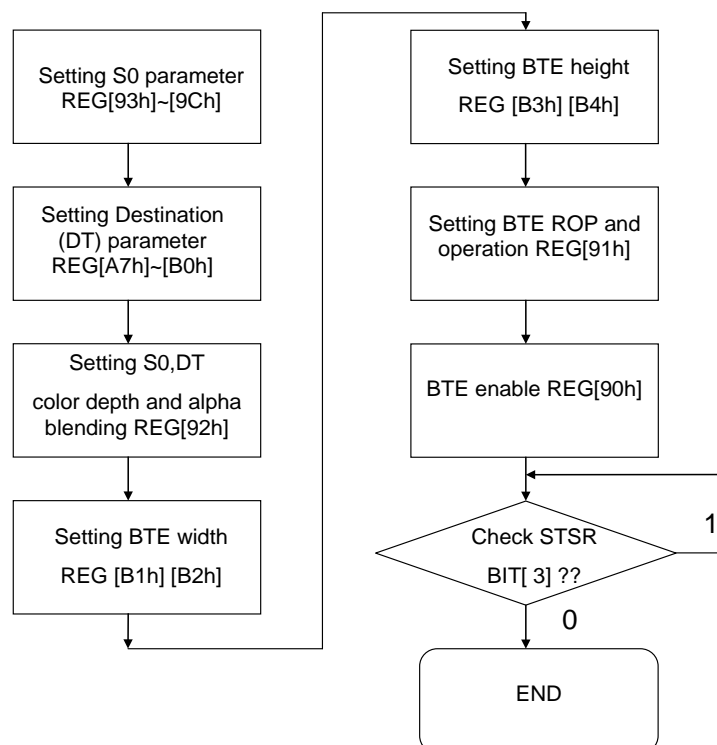 Setting S0 parameter
REG[93h]~[9Ch]
Setting Destination
(DT) parameter
REG[A7h]~[B0h]
Setting S0,DT
color depth and alpha
blending REG[92h]
Setting BTE width
REG [B1h] [B2h]
Setting BTE height
REG [B3h] [B4h]
Setting BTE ROP and
operation REG[91h]
BTE enable REG[90h]
Check STSR
BIT[ 3] ??
1
0
END